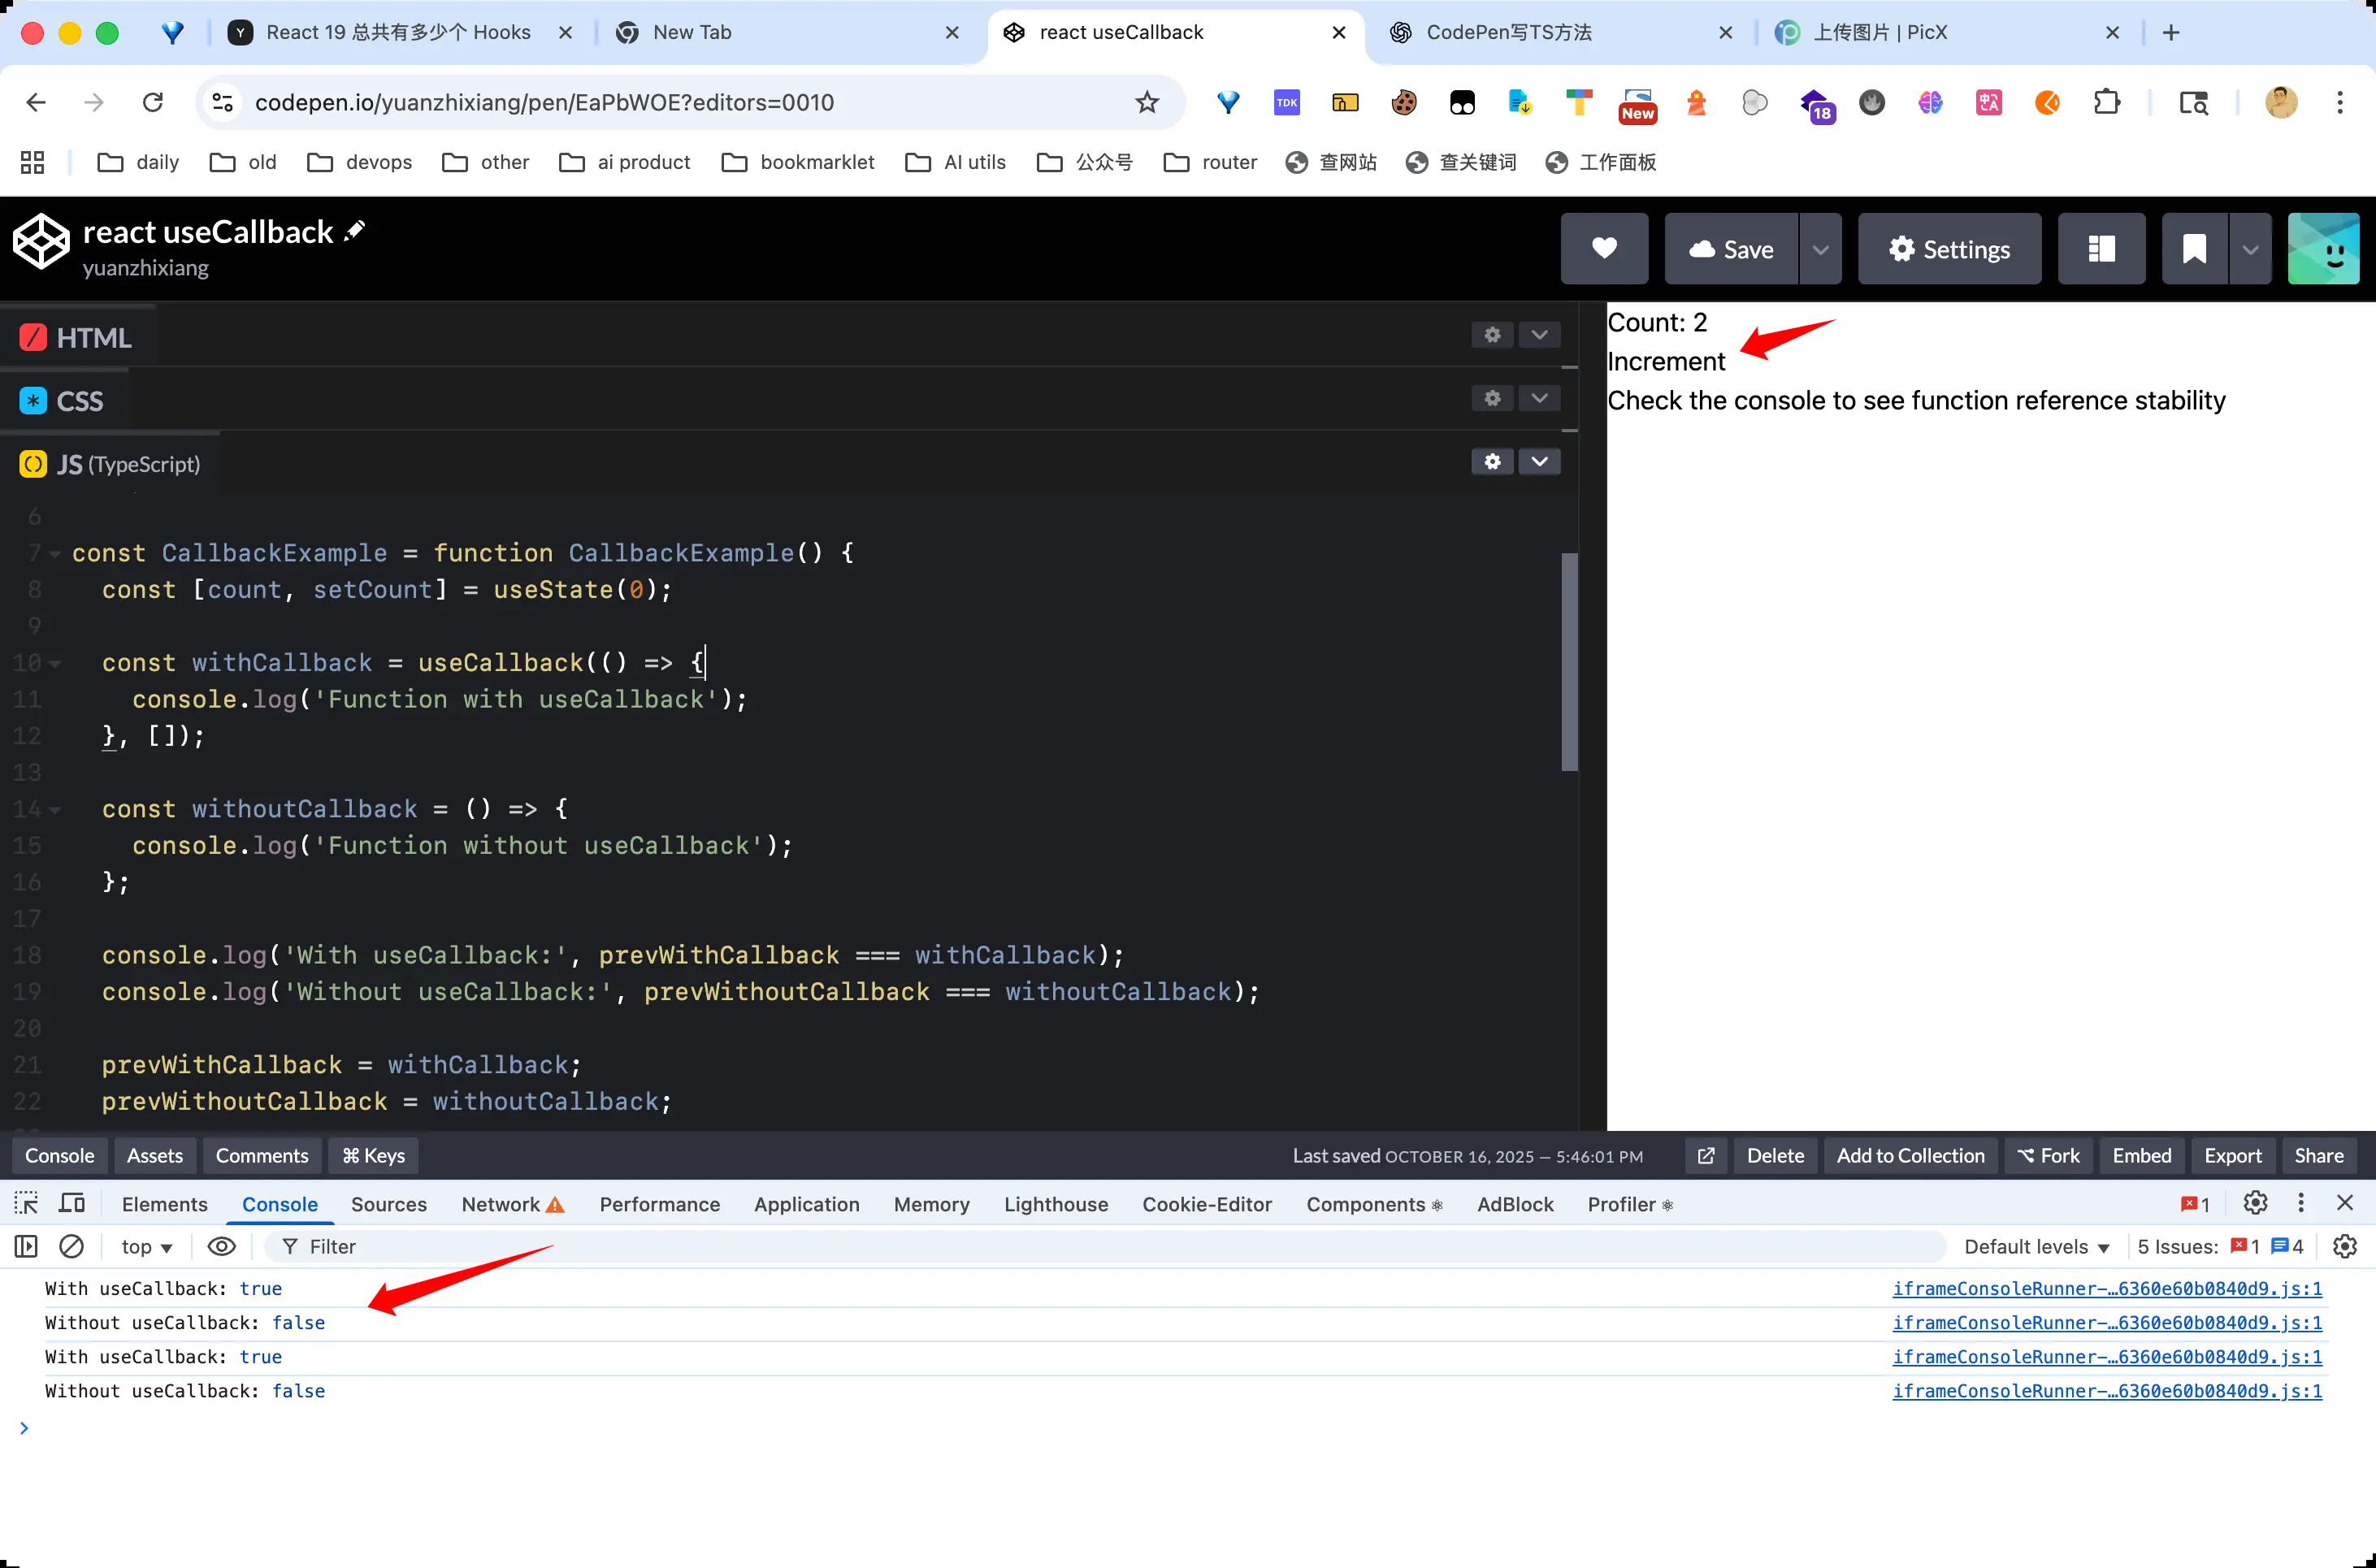 React 19 总共有多少个 Hooks
New Tab
react useCallback
CodePen写TS方法
上传图片 | PicX
codepen.io/yuanzhixiang/pen/EaPbWOE?editors=0010
TDK
New
18
daily
old
devops
other
ai product
bookmarklet
AI utils
公众号
router
查网站
查关键词
工作面板
react useCallback
yuanzhixiang
Save
Settings
HTML
CSS
JS (TypeScript)
6
7 const CallbackExample = function CallbackExample() {
8 const [count, setCount] = useState(0);
9
10 const withCallback = useCallback(() => {
11 console.log('Function with useCallback');
12 }, []);
13
14 const withoutCallback = () => {
15 console.log('Function without useCallback');
16 };
17
18 console.log('With useCallback:', prevWithCallback === withCallback);
19 console.log('Without useCallback:', prevWithoutCallback === withoutCallback);
20
21 prevWithCallback = withCallback;
22 prevWithoutCallback = withoutCallback;
Count: 2
Increment
Check the console to see function reference stability
Console
Assets
Comments
⌘ Keys
Last saved OCTOBER 16, 2025 — 5:46:01 PM
Delete
Add to Collection
Fork
Embed
Export
Share
Elements
Console
Sources
Network
Performance
Application
Memory
Lighthouse
Cookie-Editor
Components
AdBlock
Profiler
1
top
Filter
Default levels
5 Issues: 1 4
With useCallback: true iframeConsoleRunner-…6360e60b0840d9.js:1
Without useCallback: false iframeConsoleRunner-…6360e60b0840d9.js:1
With useCallback: true iframeConsoleRunner-…6360e60b0840d9.js:1
Without useCallback: false iframeConsoleRunner-…6360e60b0840d9.js:1